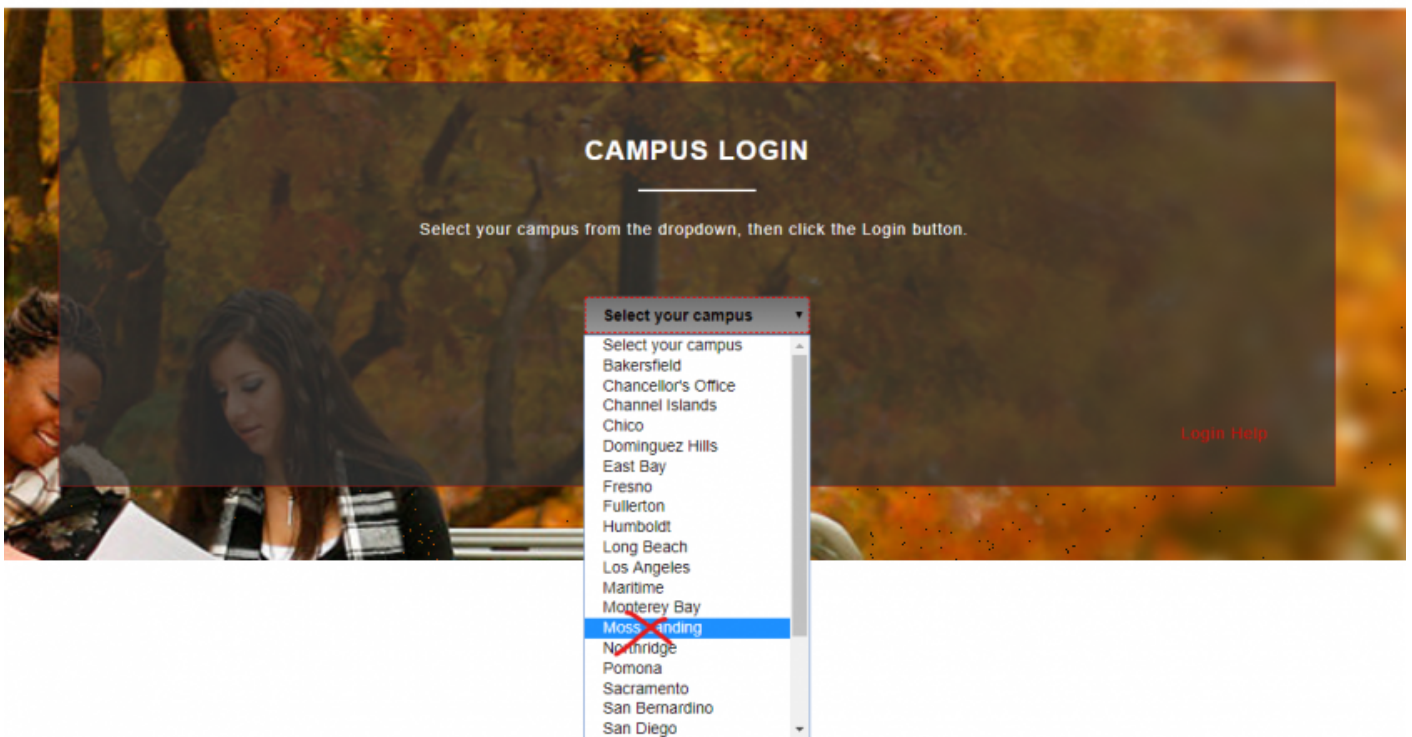 CAMPUS LOGIN
Select your campus from the dropdown, then click the Login button.
Select your campus
Select your campus
Bakersfield
Chancellor's Office
Channel Islands
Chico
Dominguez Hills
East Bay
Login Help
Fresno
Fullerton
Humboldt
Long Beach
Los Angeles
Maritime
Monterey Bay
Moss Landing
Northridge
Pomona
Sacramento
San Bernardino
San Diego